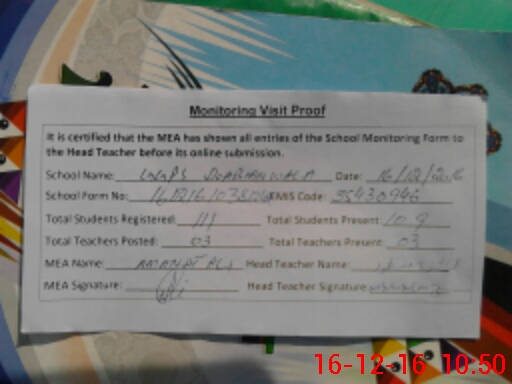 Monitoring Visit Proof
It is certified that the MEA has shown all entries of the School Monitoring Form to
the Head Teacher before its online submission.
School Name: Date: 16/12/2016
School Form No: EMIS Code: 35430946
Total Students Registered: 111 Total Students Present: 109
Total Teachers Posted: 03 Total Teachers Present: 03
MEA Name: AMANAT ALI Head Teacher Name:
MEA Signature: Head Teacher Signature
16-12-16 10:50